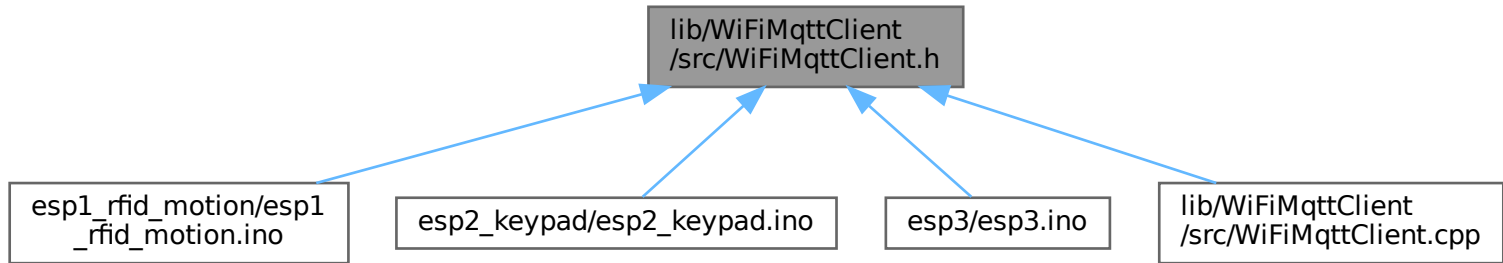 lib/WiFiMqttClient
/src/WiFiMqttClient.h
esp1_rfid_motion/esp1
_rfid_motion.ino
esp2_keypad/esp2_keypad.ino
esp3/esp3.ino
lib/WiFiMqttClient
/src/WiFiMqttClient.cpp